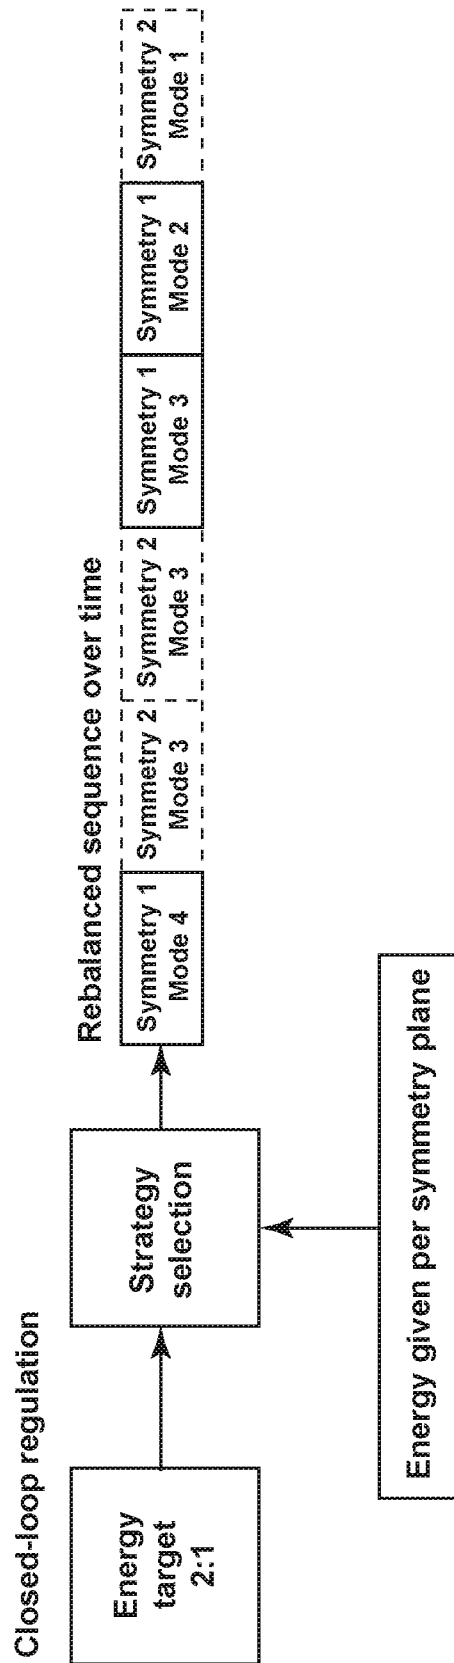 Closed-loop regulation
Energy
target
2:1
Strategy
selection
Energy given per symmetry plane
Rebalanced sequence over time
Symmetry 1
Mode 4
Symmetry 2
Mode 3
Symmetry 2
Mode 3
Symmetry 1
Mode 3
Symmetry 1
Mode 2
Symmetry 2
Mode 1